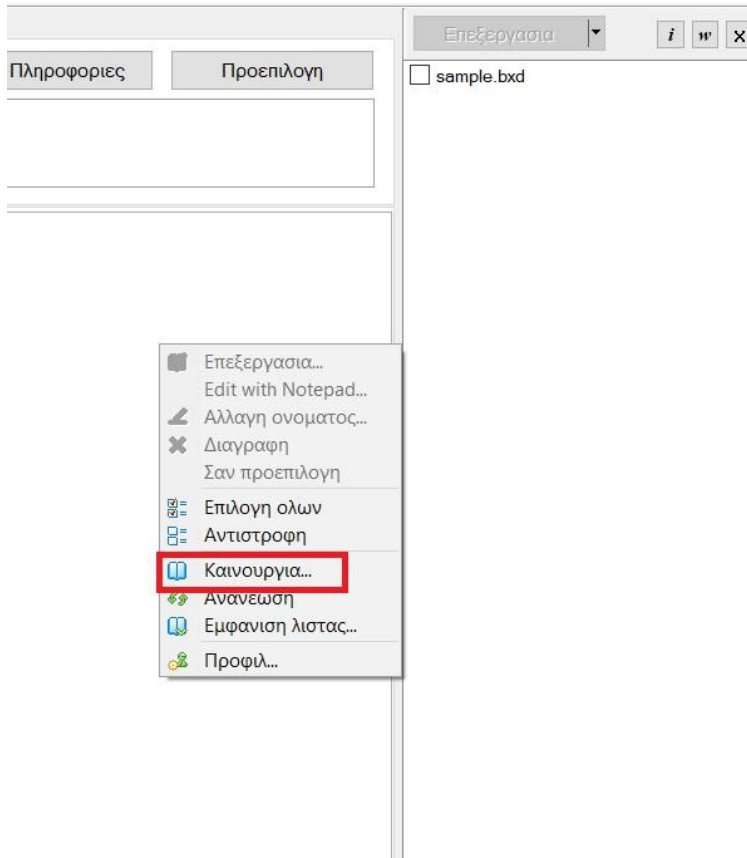 Επεξεργασια
i w x
Πληροφοριες Προεπιλογη
sample.bxd
Επεξεργασια...
Edit with Notepad...
Αλλαγη ονοματος...
Διαγραφη
Σαν προεπιλογη
Επιλογη ολων
Αντιστροφη
Καινουργια...
Ανανεωση
Εμφανιση λιστας...
Προφιλ...